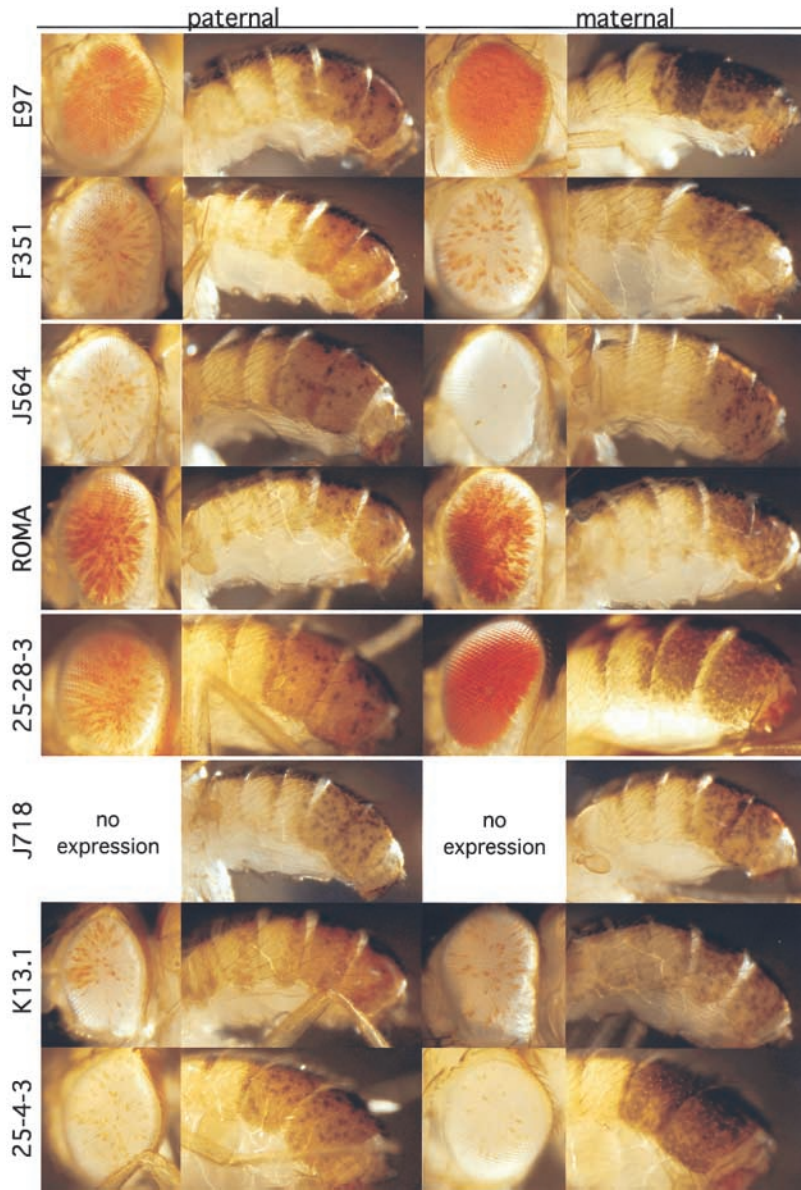 paternal maternal
E97
F351
J564
ROMA
25-28-3
J718
no
expression
no
expression
K13.1
25-4-3